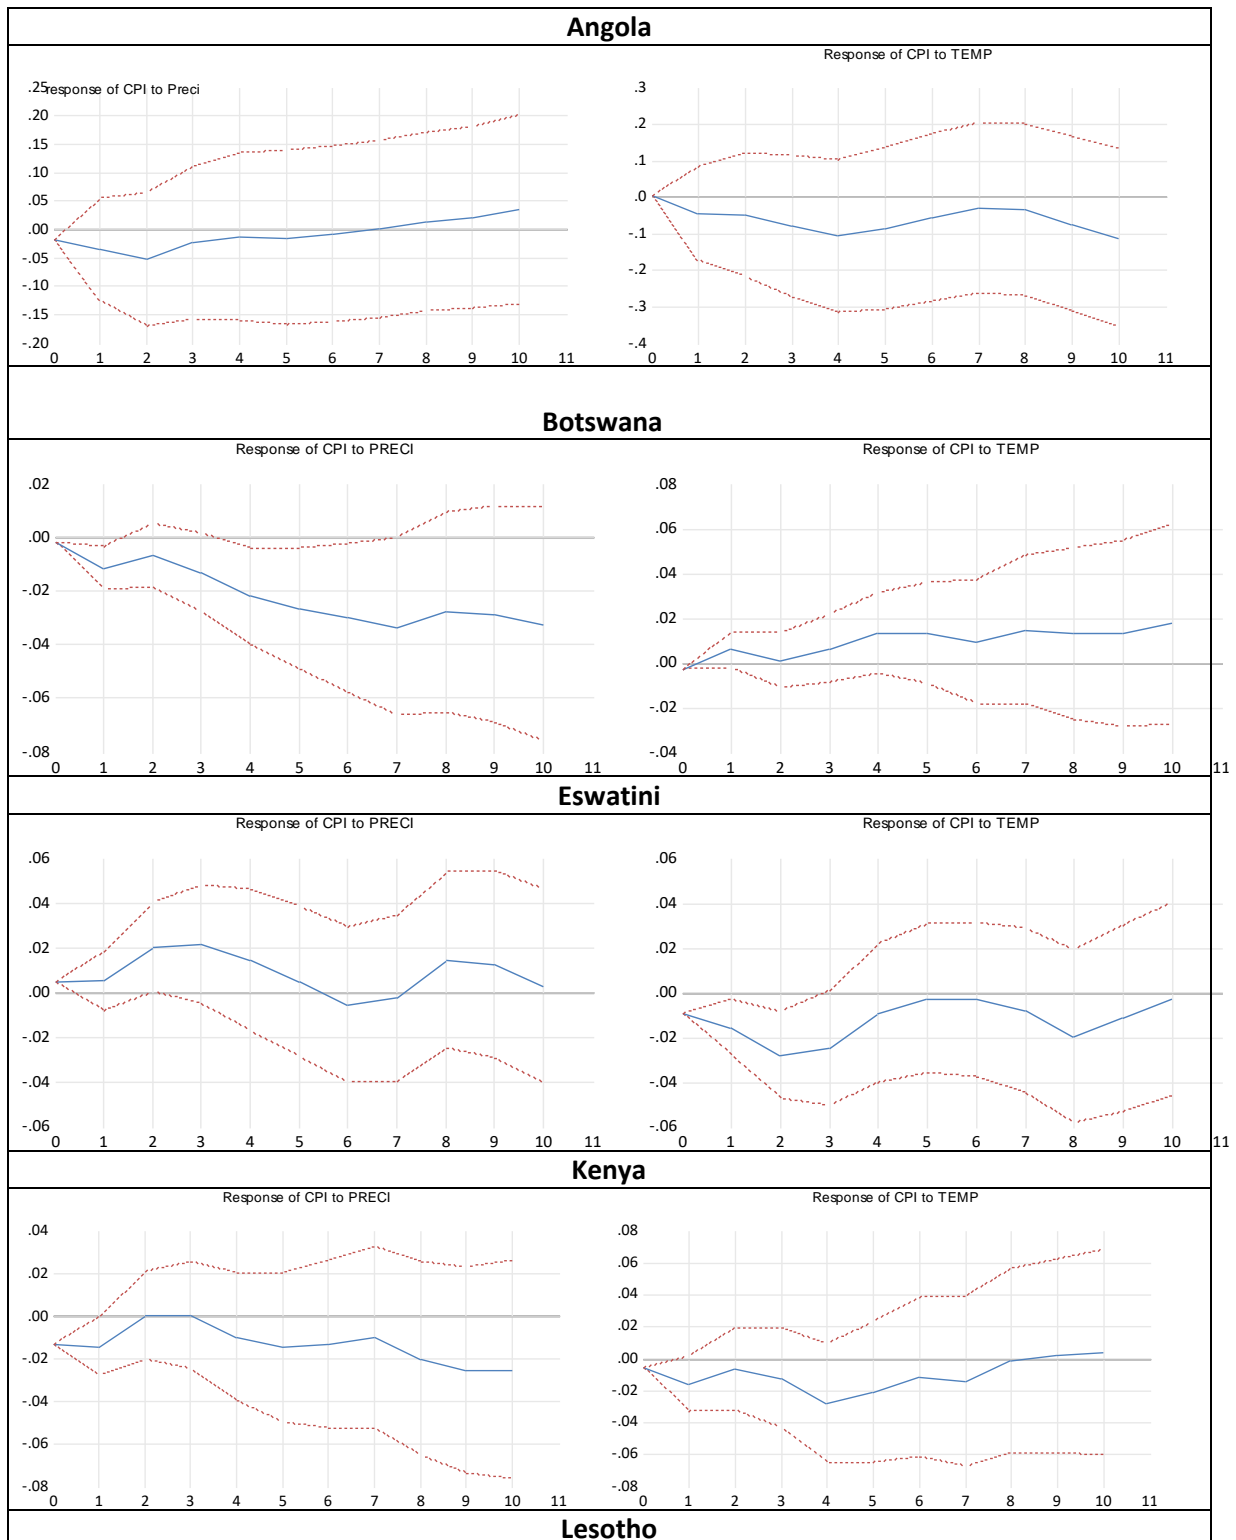 Angola
response of CPI to Preci
.25
.20
.15
.10
.05
.00
-.05
-.10
-.15
-.20
0 1 2 3 4 5 6 7 8 9 10 11
Response of CPI to TEMP
.3
.2
.1
.0
-.1
-.2
-.3
-.4
0 1 2 3 4 5 6 7 8 9 10 11
Botswana
Response of CPI to PRECI
.02
.00
-.02
-.04
-.06
-.08
0 1 2 3 4 5 6 7 8 9 10 11
Response of CPI to TEMP
.08
.06
.04
.02
.00
-.02
-.04
0 1 2 3 4 5 6 7 8 9 10 11
Eswatini
Response of CPI to PRECI
.06
.04
.02
.00
-.02
-.04
-.06
0 1 2 3 4 5 6 7 8 9 10 11
Response of CPI to TEMP
.06
.04
.02
.00
-.02
-.04
-.06
0 1 2 3 4 5 6 7 8 9 10 11
Kenya
Response of CPI to PRECI
.04
.02
.00
-.02
-.04
-.06
-.08
0 1 2 3 4 5 6 7 8 9 10 11
Response of CPI to TEMP
.08
.06
.04
.02
.00
-.02
-.04
-.06
-.08
0 1 2 3 4 5 6 7 8 9 10 11
Lesotho